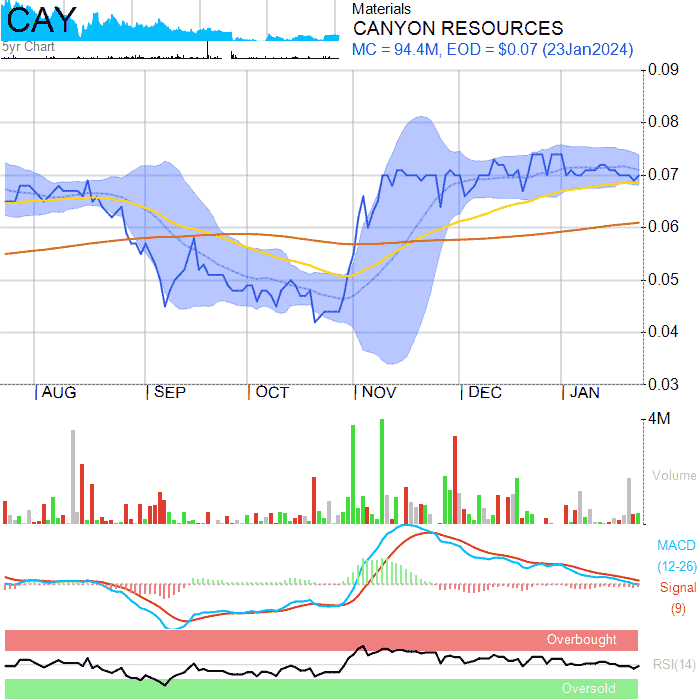 CAY
5yr Chart
Materials
CANYON RESOURCES
MC = 94.4M, EOD = $0.07 (23Jan2024)
0.09
0.08
0.07
0.06
0.05
0.04
0.03
AUG SEP OCT NOV DEC JAN
4M
Volume
MACD
(12-26)
Signal
(9)
Overbought
RSI(14)
Oversold